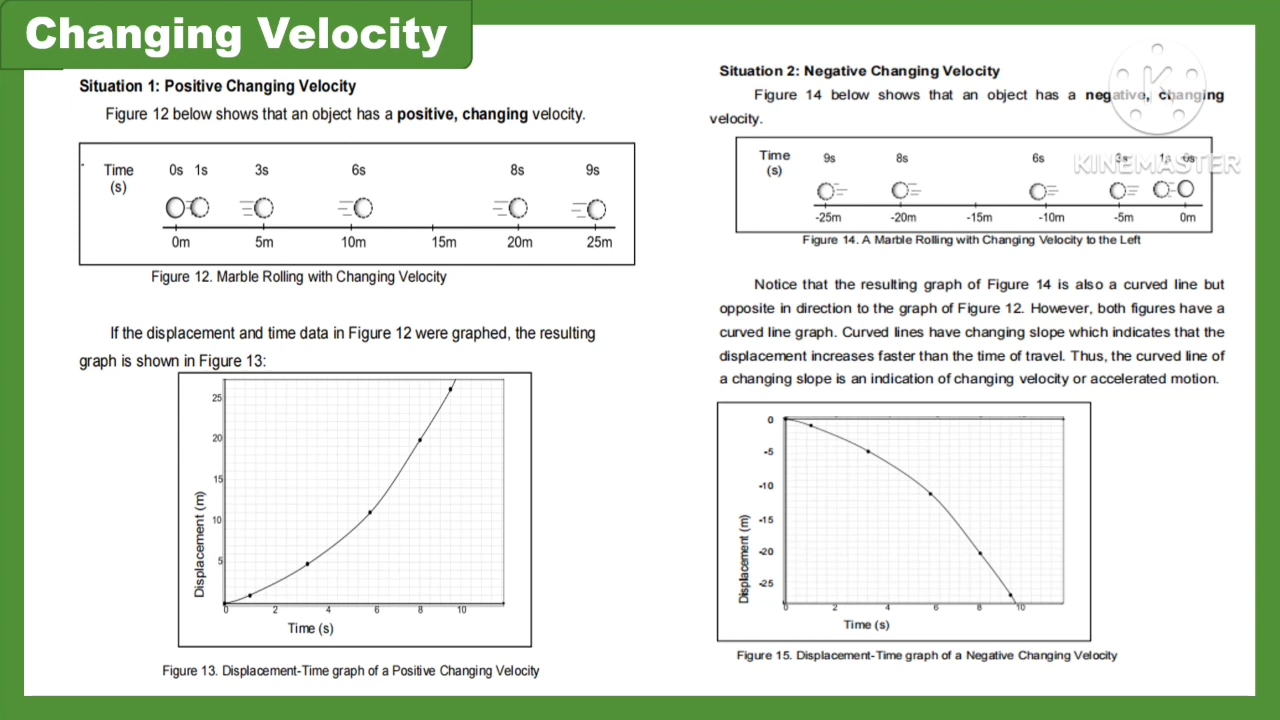 Changing Velocity
Situation 1: Positive Changing Velocity
Figure 12 below shows that an object has a positive, changing velocity.
Time 0s 1s 3s 6s 8s 9s
(s)
0m 5m 10m 15m 20m 25m
Figure 12. Marble Rolling with Changing Velocity
If the displacement and time data in Figure 12 were graphed, the resulting
graph is shown in Figure 13:
25
20
15
10
5
Displacement (m)
0 2 4 6 8 10
Time (s)
Figure 13. Displacement-Time graph of a Positive Changing Velocity
Situation 2: Negative Changing Velocity
Figure 14 below shows that an object has a negative, changing
velocity.
Time 9s 8s 6s 3s 1s 0s
(s)
-25m -20m -15m -10m -5m 0m
Figure 14. A Marble Rolling with Changing Velocity to the Left
K
KINEMASTER
Notice that the resulting graph of Figure 14 is also a curved line but
opposite in direction to the graph of Figure 12. However, both figures have a
curved line graph. Curved lines have changing slope which indicates that the
displacement increases faster than the time of travel. Thus, the curved line of
a changing slope is an indication of changing velocity or accelerated motion.
0
-5
-10
-15
-20
-25
Displacement (m)
0 2 4 6 8 10
Time (s)
Figure 15. Displacement-Time graph of a Negative Changing Velocity